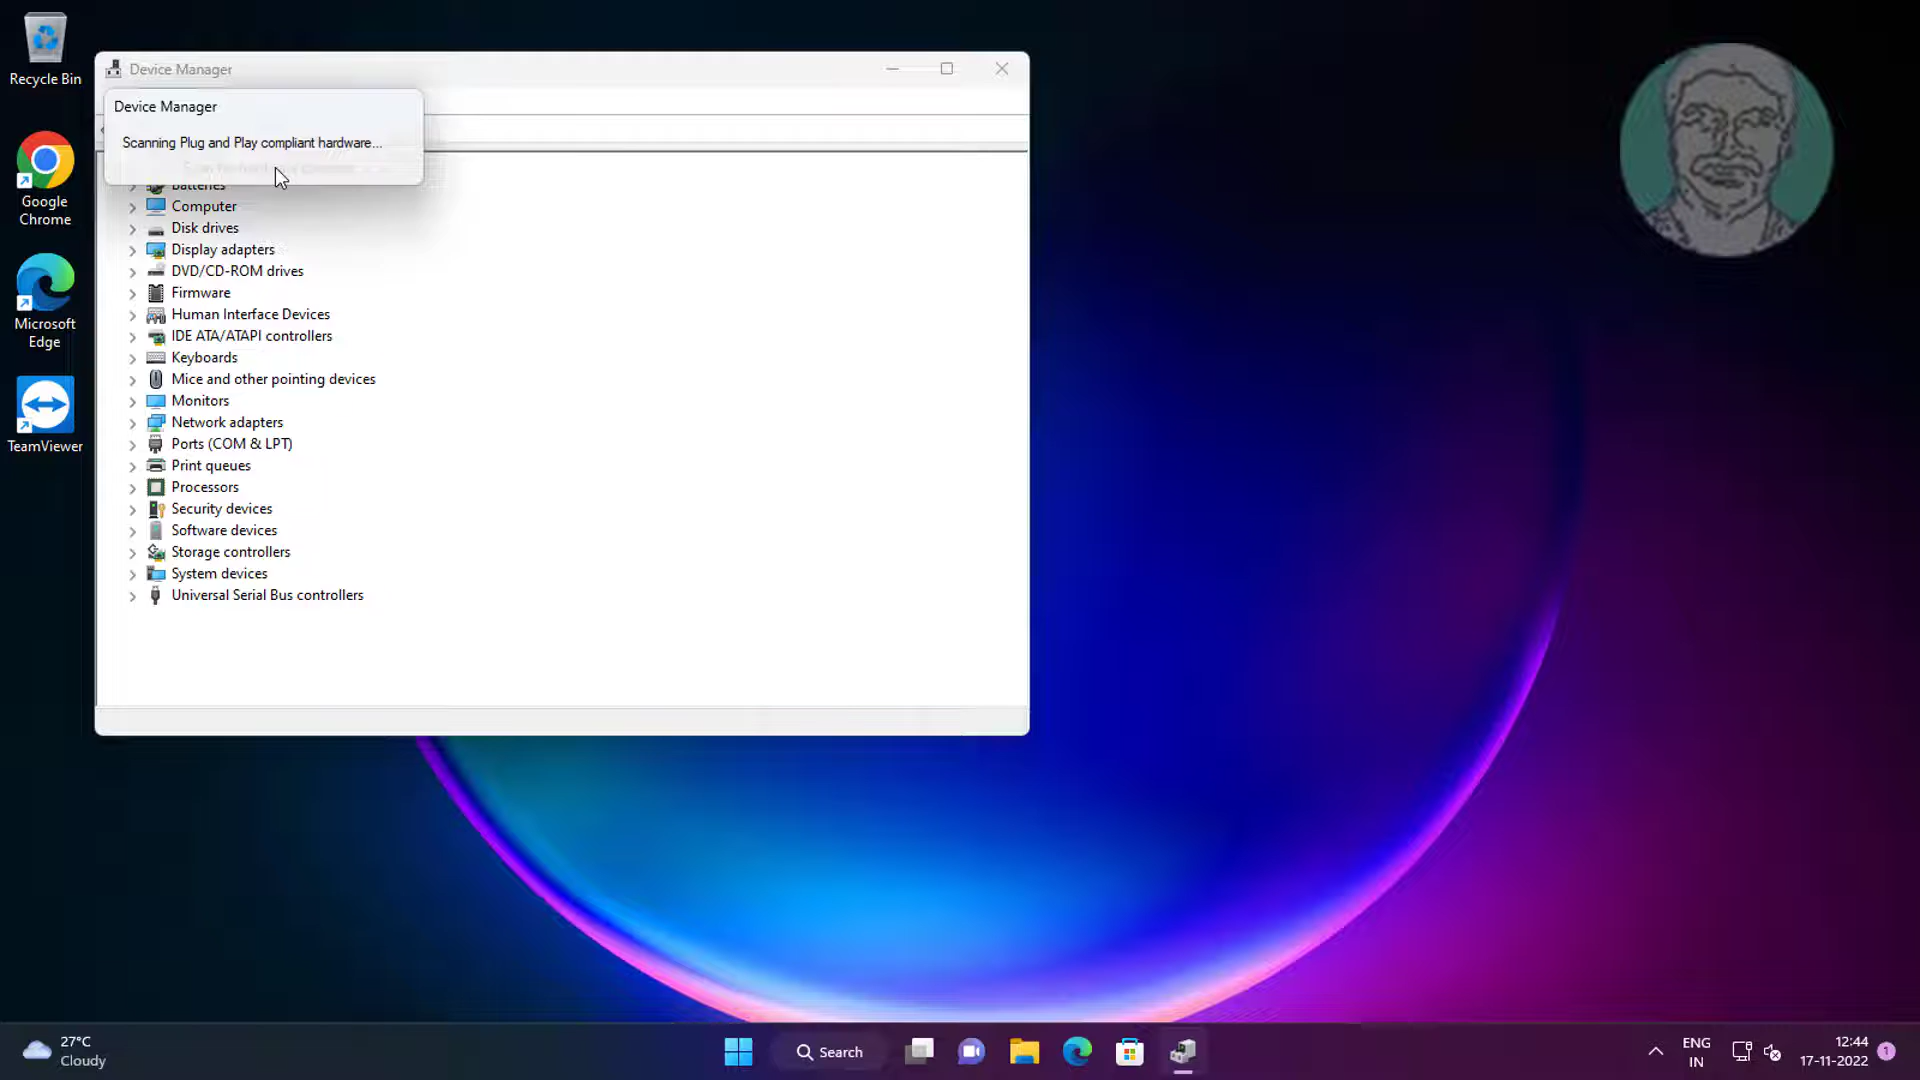 Recycle Bin
Google
Chrome
Microsoft
Edge
TeamViewer
Device Manager
Device Manager
Scanning Plug and Play compliant hardware...
Batteries
Computer
Disk drives
Display adapters
DVD/CD-ROM drives
Firmware
Human Interface Devices
IDE ATA/ATAPI controllers
Keyboards
Mice and other pointing devices
Monitors
Network adapters
Ports (COM & LPT)
Print queues
Processors
Security devices
Software devices
Storage controllers
System devices
Universal Serial Bus controllers
27°C
Cloudy
Search
ENG
IN
12:44
17-11-2022
1